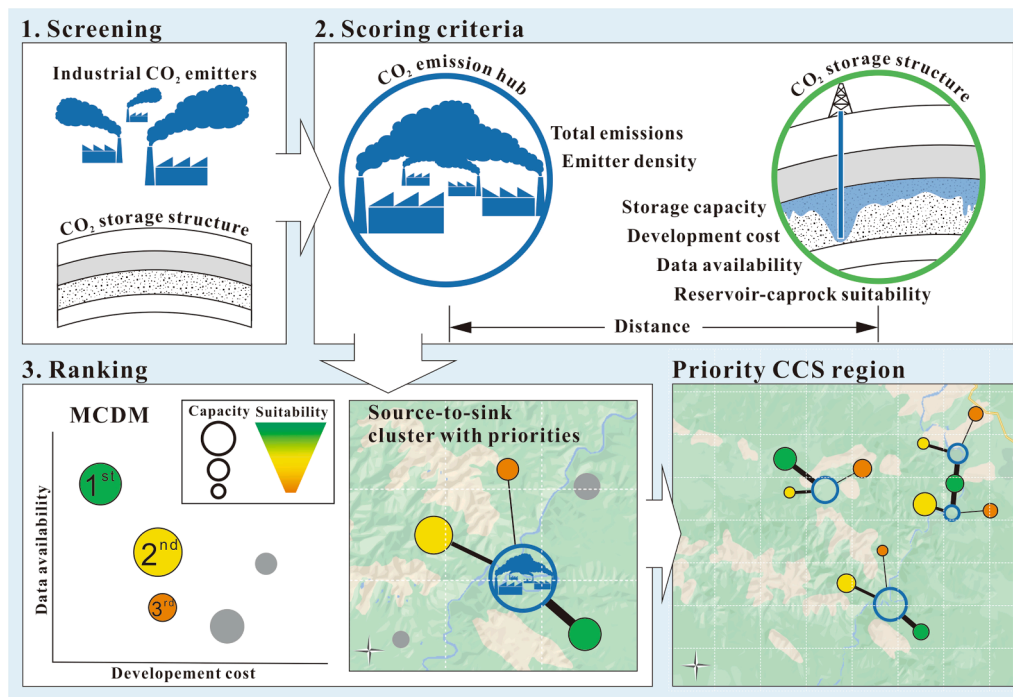 1. Screening
Industrial CO₂ emitters
CO₂ storage structure
2. Scoring criteria
CO₂ emission hub
Total emissions
Emitter density
CO₂ storage structure
Storage capacity
Development cost
Data availability
Reservoir-caprock suitability
Distance
3. Ranking
MCDM
Capacity
Suitability
1st
2nd
3rd
Data availability
Developement cost
Source-to-sink
cluster with priorities
Priority CCS region